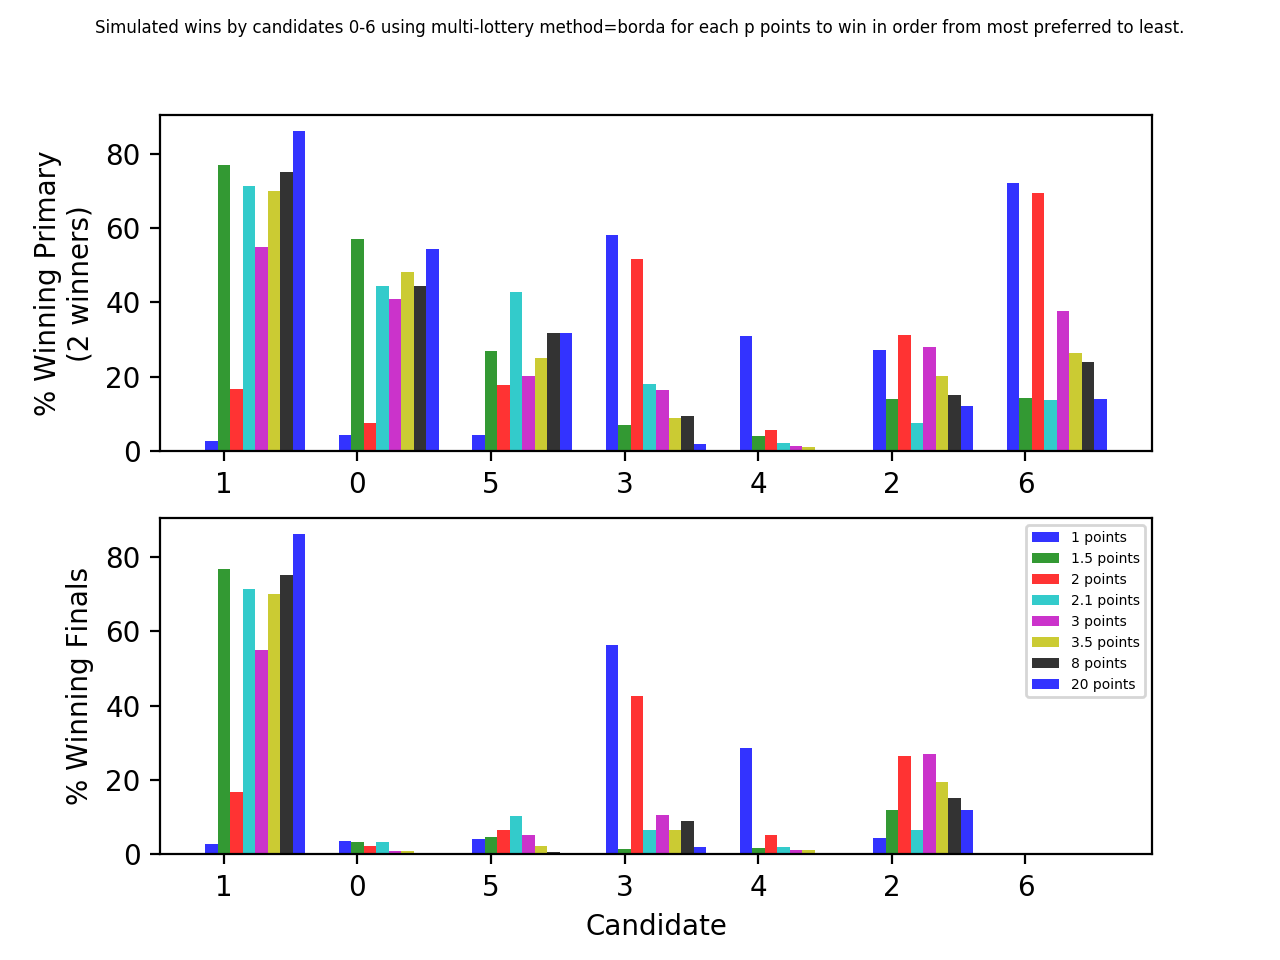 Simulated wins by candidates 0-6 using multi-lottery method=borda for each p points to win in order from most preferred to least.
% Winning Primary
(2 winners)
80
60
40
20
0
1 0 5 3 4 2 6
% Winning Finals
80
60
40
20
0
1 points
1.5 points
2 points
2.1 points
3 points
3.5 points
8 points
20 points
1 0 5 3 4 2 6
Candidate